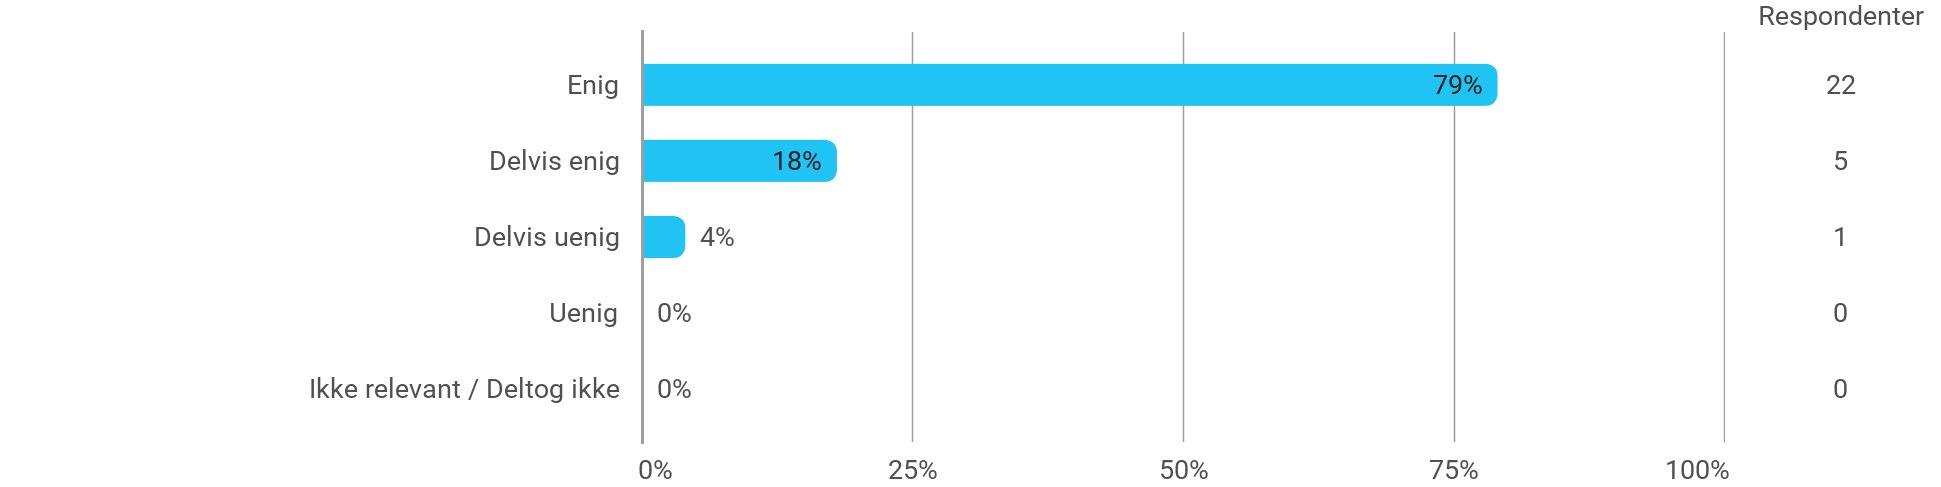 Respondenter
Enig 79% 22
Delvis enig 18% 5
Delvis uenig 4% 1
Uenig 0% 0
Ikke relevant / Deltog ikke 0% 0
0% 25% 50% 75% 100%